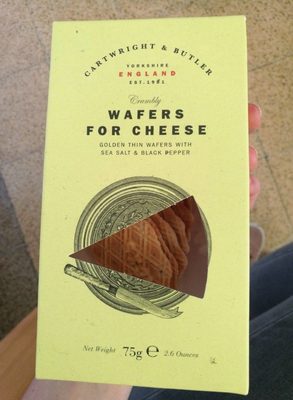 CARTWRIGHT & BUTLER
YORKSHIRE
ENGLAND
EST. 1981
Crumbly
WAFERS
FOR CHEESE
GOLDEN THIN WAFERS WITH
SEA SALT & BLACK PEPPER
Net Weight 75g ℮ 2.6 Ounces